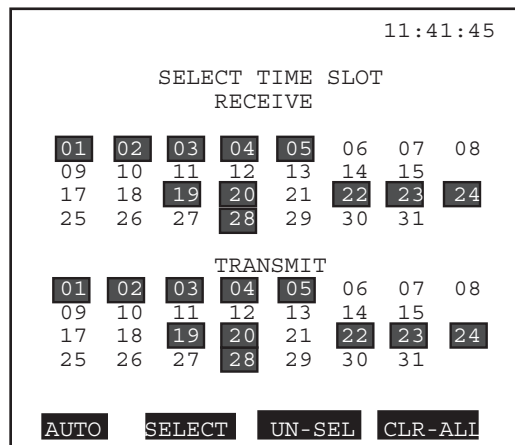 11:41:45
SELECT TIME SLOT
RECEIVE
01 02 03 04 05 06 07 08
09 10 11 12 13 14 15
17 18 19 20 21 22 23 24
25 26 27 28 29 30 31
TRANSMIT
01 02 03 04 05 06 07 08
09 10 11 12 13 14 15
17 18 19 20 21 22 23 24
25 26 27 28 29 30 31
AUTO SELECT UN-SEL CLR-ALL